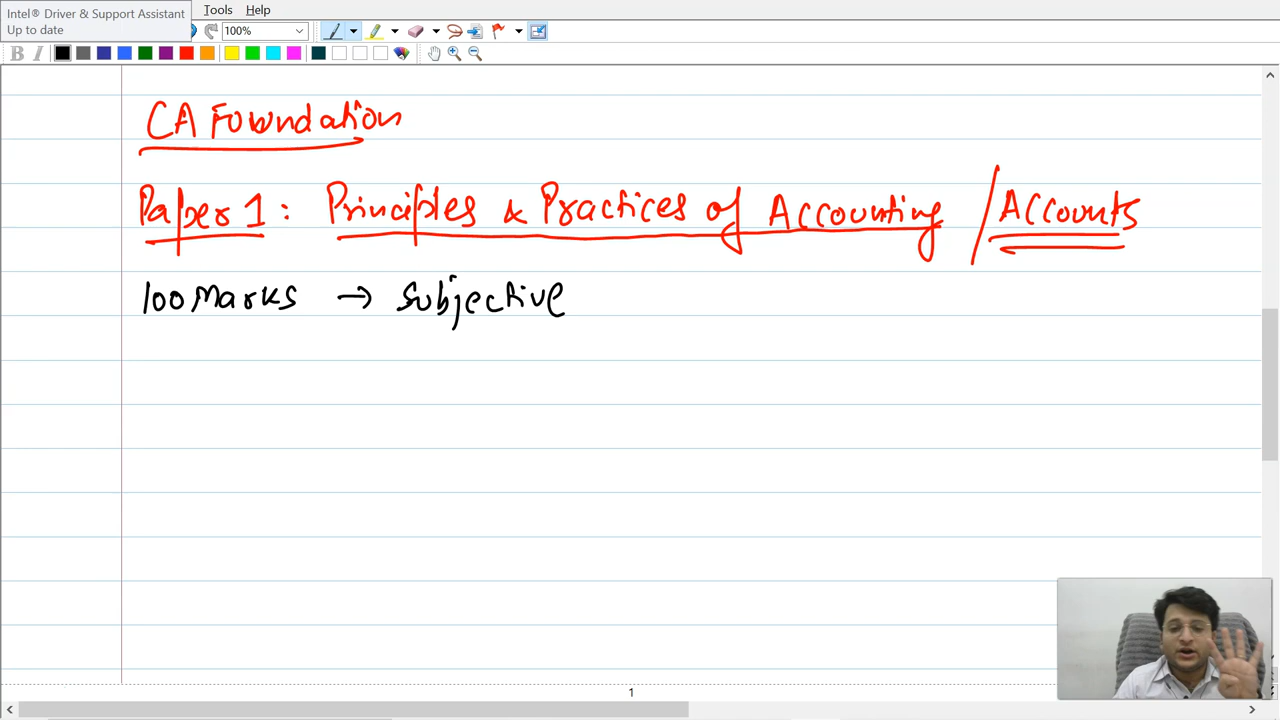 Intel® Driver & Support Assistant
Up to date
Tools Help
100%
B I
CA Foundation
Paper 1: Principles & Practices of Accounting / Accounts
100 Marks → Subjective
1